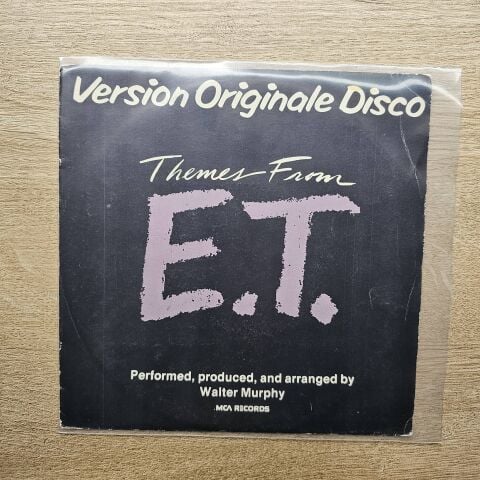 Version Originale Disco
Themes From
E.T.
Performed, produced, and arranged by
Walter Murphy
MCA RECORDS